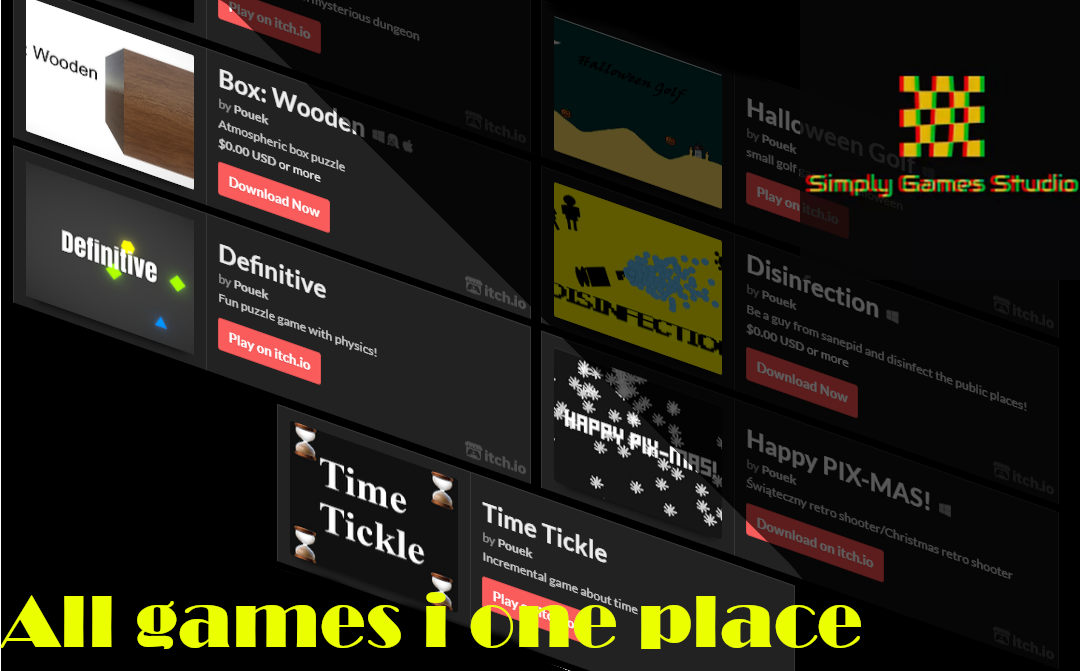 mysterious dungeon
Play on itch.io
itch.io
: Wooden
Box: Wooden
by Pouek
Atmospheric box puzzle
$0.00 USD or more
Download Now
itch.io
Definitive
Definitive
by Pouek
Fun puzzle game with physics!
Play on itch.io
itch.io
Time
Tickle
Time Tickle
by Pouek
Incremental game about time
Halloween Golf
Halloween Golf
by Pouek
small golf
Play on itch.io
itch.io
DISINFECTIO
Disinfection
by Pouek
Be a guy from sanepid and disinfect the public places!
$0.00 USD or more
Download Now
itch.io
HAPPY PIX-MAS!
Happy PIX-MAS!
by Pouek
Świąteczny retro shooter/Christmas retro shooter
Download on itch.io
itch.io
Simply Games Studio
All games i one place